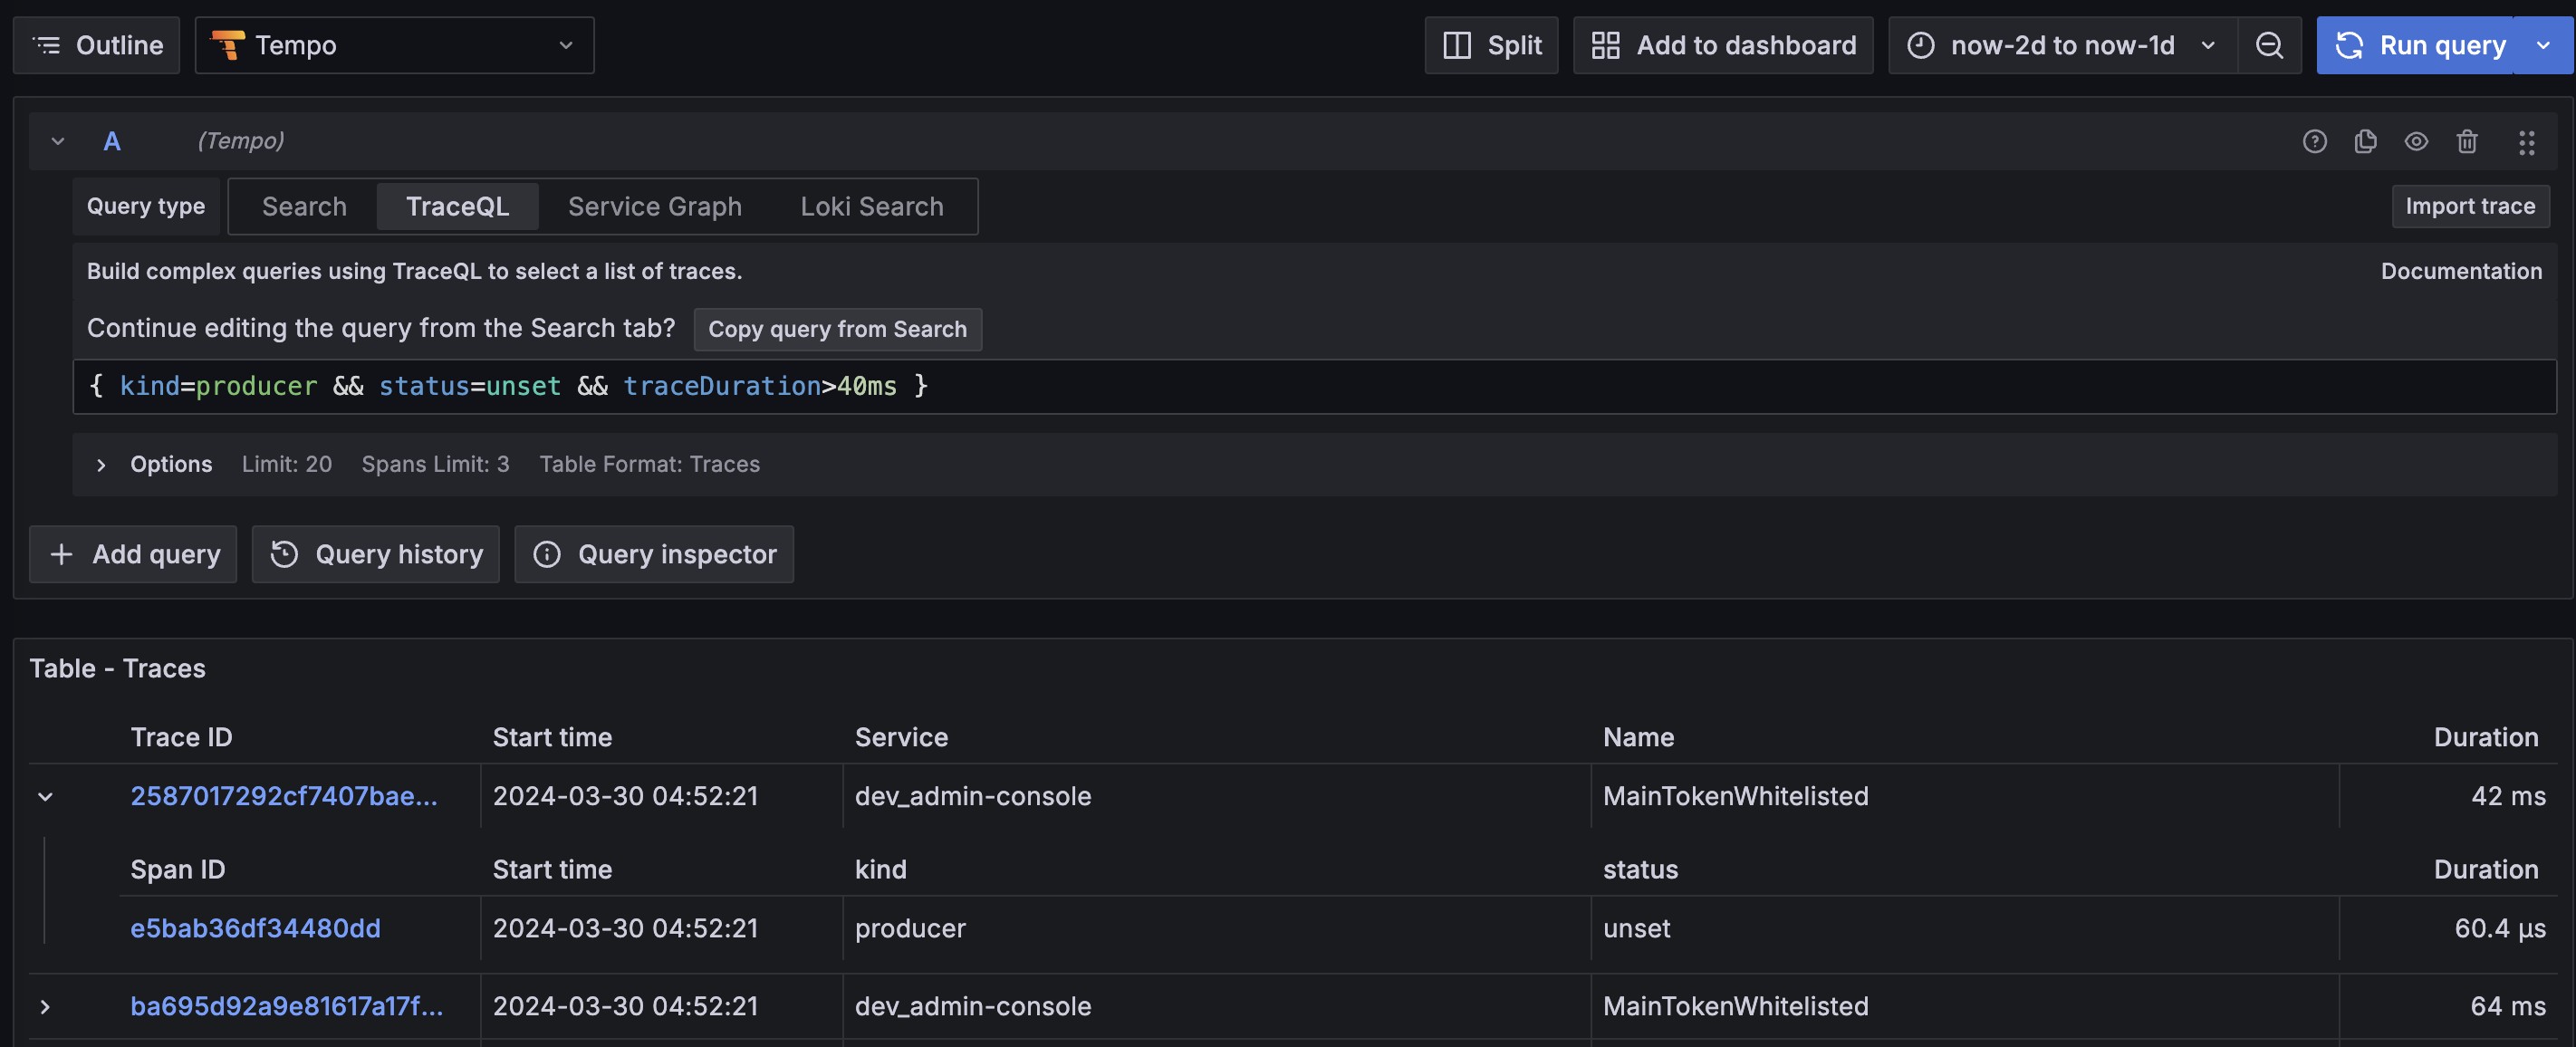 Outline Tempo Split Add to dashboard now-2d to now-1d Run query
A (Tempo)
Query type Search TraceQL Service Graph Loki Search Import trace
Build complex queries using TraceQL to select a list of traces. Documentation
Continue editing the query from the Search tab? Copy query from Search
{ kind=producer && status=unset && traceDuration>40ms }
Options Limit: 20 Spans Limit: 3 Table Format: Traces
Add query Query history Query inspector
Table - Traces
Trace ID Start time Service Name Duration
2587017292cf7407bae... 2024-03-30 04:52:21 dev_admin-console MainTokenWhitelisted 42 ms
Span ID Start time kind status Duration
e5bab36df34480dd 2024-03-30 04:52:21 producer unset 60.4 µs
ba695d92a9e81617a17f... 2024-03-30 04:52:21 dev_admin-console MainTokenWhitelisted 64 ms